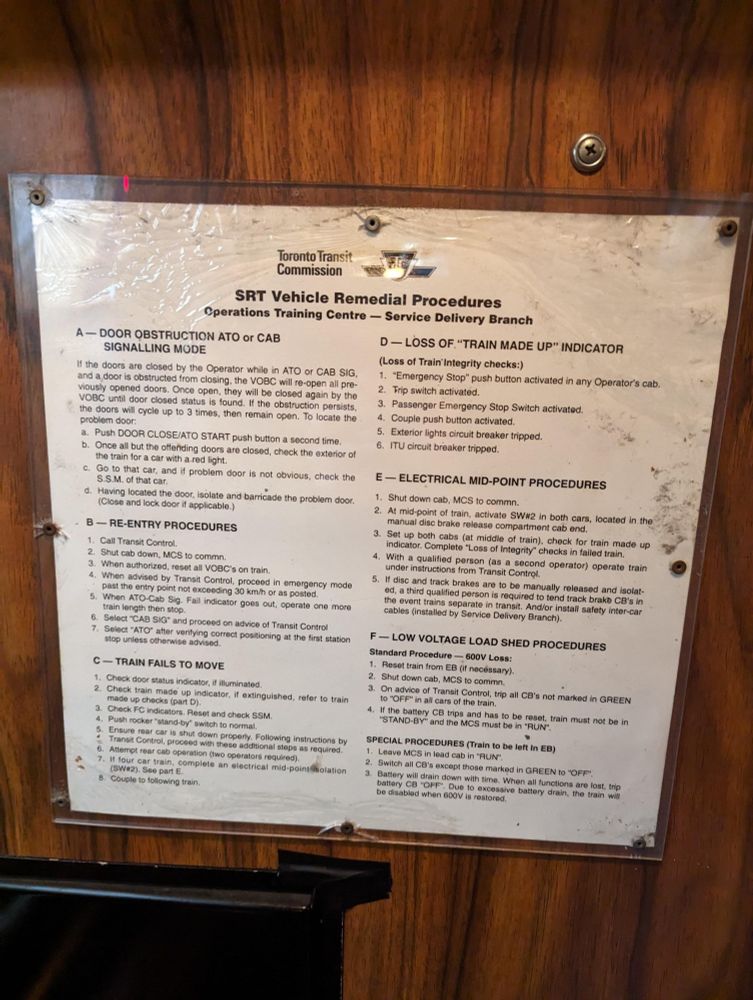 Toronto Transit
Commission
SRT Vehicle Remedial Procedures
Operations Training Centre — Service Delivery Branch
A — DOOR OBSTRUCTION ATO or CAB
SIGNALLING MODE
If the doors are closed by the Operator while in ATO or CAB SIG,
and a door is obstructed from closing, the VOBC will re-open all pre-
viously opened doors. Once open, they will be closed again by the
VOBC until door closed status is found. If the obstruction persists,
the doors will cycle up to 3 times, then remain open. To locate the
problem door:
a. Push DOOR CLOSE/ATO START push button a second time.
b. Once all but the offending doors are closed, check the exterior of
the train for a car with a red light.
c. Go to that car, and if problem door is not obvious, check the
S.S.M. of that car.
d. Having located the door, isolate and barricade the problem door.
(Close and lock door if applicable.)
B — RE-ENTRY PROCEDURES
1. Call Transit Control.
2. Shut cab down, MCS to commn.
3. When authorized, reset all VOBC's on train.
4. When advised by Transit Control, proceed in emergency mode
past the entry point not exceeding 30 km/h or as posted.
5. When ATO-Cab Sig. Fail indicator goes out, operate one more
train length then stop.
6. Select "CAB SIG" and proceed on advice of Transit Control
7. Select "ATO" after verifying correct positioning at the first station
stop unless otherwise advised.
C — TRAIN FAILS TO MOVE
1. Check door status indicator, if illuminated.
2. Check train made up indicator, if extinguished, refer to train
made up checks (part D).
3. Check FC indicators. Reset and check SSM.
4. Push rocker "stand-by" switch to normal.
5. Ensure rear car is shut down properly. Following instructions by
Transit Control, proceed with these additional steps as required.
6. Attempt rear cab operation (two operators required).
7. If four car train, complete an electrical mid-point isolation
(SW#2). See part E.
8. Couple to following train.
D — LOSS OF "TRAIN MADE UP" INDICATOR
(Loss of Train Integrity checks:)
1. "Emergency Stop" push button activated in any Operator's cab.
2. Trip switch activated.
3. Passenger Emergency Stop Switch activated.
4. Couple push button activated.
5. Exterior lights circuit breaker tripped.
6. ITU circuit breaker tripped.
E — ELECTRICAL MID-POINT PROCEDURES
1. Shut down cab, MCS to commn.
2. At mid-point of train, activate SW#2 in both cars, located in the
manual disc brake release compartment cab end.
3. Set up both cabs (at middle of train), check for train made up
indicator. Complete "Loss of Integrity" checks in failed train.
4. With a qualified person (as a second operator) operate train
under instructions from Transit Control.
5. If disc and track brakes are to be manually released and isolat-
ed, a third qualified person is required to tend track brake CB's in
the event trains separate in transit. And/or install safety inter-car
cables (installed by Service Delivery Branch).
F — LOW VOLTAGE LOAD SHED PROCEDURES
Standard Procedure — 600V Loss:
1. Reset train from EB (if necessary).
2. Shut down cab, MCS to commn.
3. On advice of Transit Control, trip all CB's not marked in GREEN
to "OFF" in all cars of the train.
4. If the battery CB trips and has to be reset, train must not be in
"STAND-BY" and the MCS must be in "RUN".
SPECIAL PROCEDURES (Train to be left In EB)
1. Leave MCS in lead cab in "RUN".
2. Switch all CB's except those marked in GREEN to "OFF".
3. Battery will drain down with time. When all functions are lost, trip
battery CB "OFF". Due to excessive battery drain, the train will
be disabled when 600V is restored.